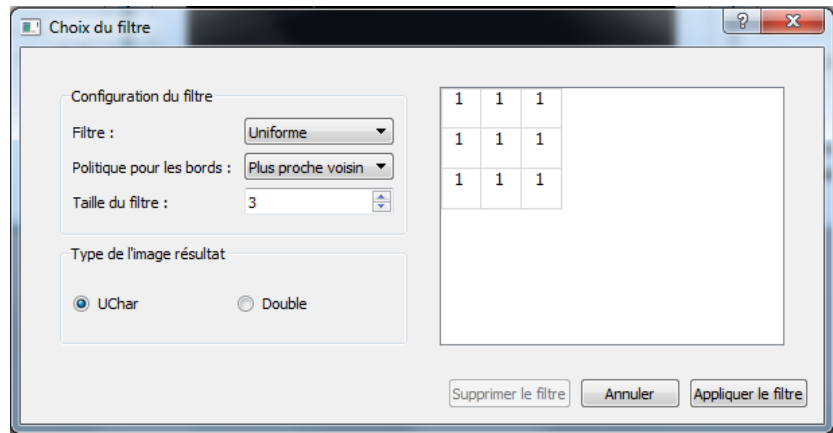 Choix du filtre
?
X
Configuration du filtre
Filtre :
Uniforme
Politique pour les bords :
Plus proche voisin
Taille du filtre :
3
Type de l'image résultat
UChar
Double
1 1 1
1 1 1
1 1 1
Supprimer le filtre
Annuler
Appliquer le filtre